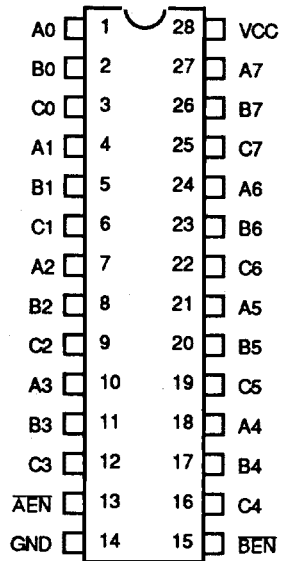 A0 1 28 VCC
B0 2 27 A7
C0 3 26 B7
A1 4 25 C7
B1 5 24 A6
C1 6 23 B6
A2 7 22 C6
B2 8 21 A5
C2 9 20 B5
A3 10 19 C5
B3 11 18 A4
C3 12 17 B4
A̅E̅N̅ 13 16 C4
GND 14 15 B̅E̅N̅